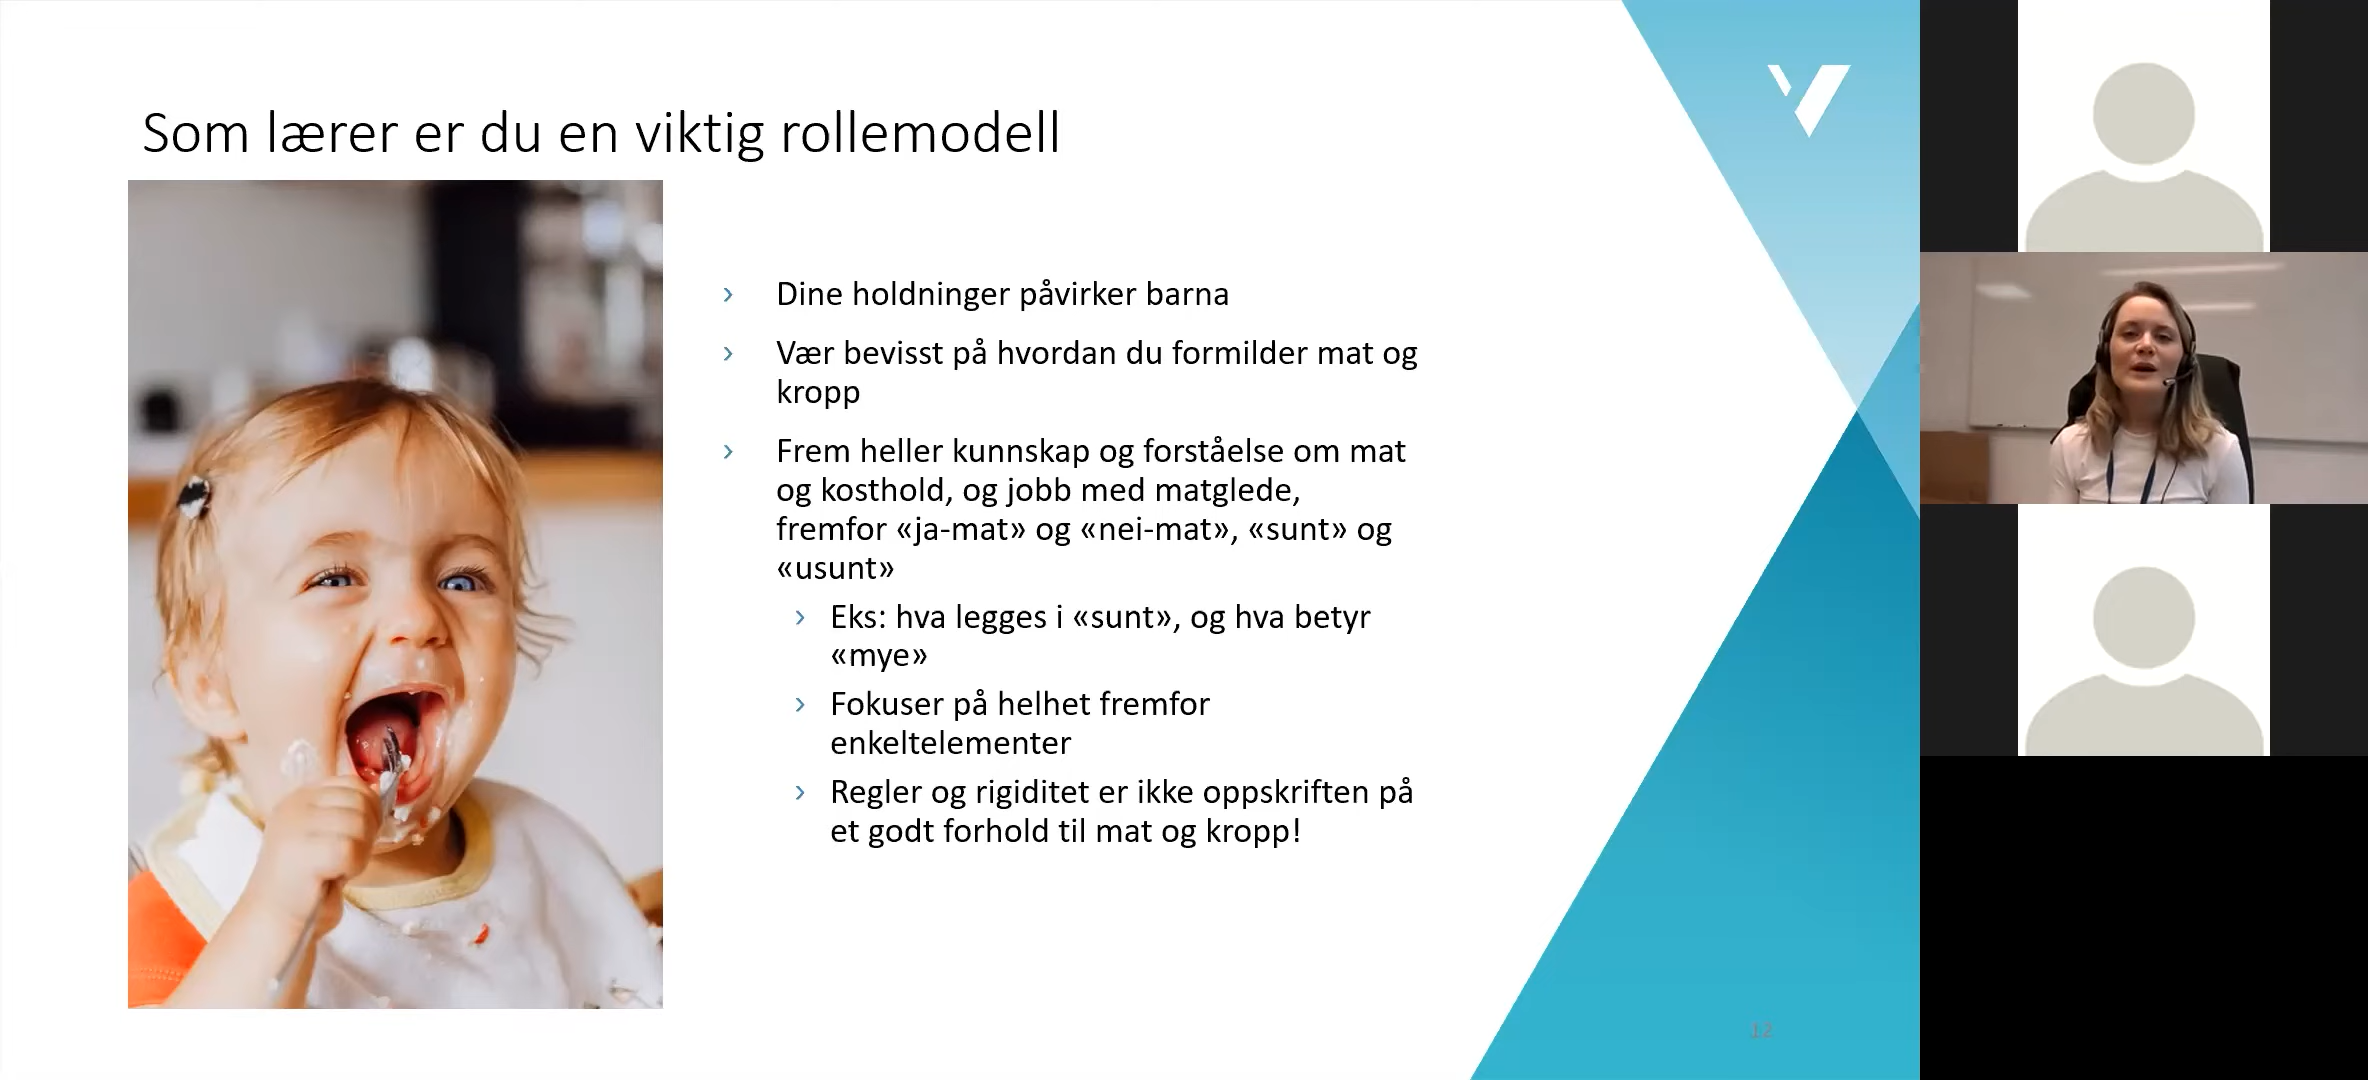 Som lærer er du en viktig rollemodell
› Dine holdninger påvirker barna
› Vær bevisst på hvordan du formilder mat og
kropp
› Frem heller kunnskap og forståelse om mat
og kosthold, og jobb med matglede,
fremfor «ja-mat» og «nei-mat», «sunt» og
«usunt»
› Eks: hva legges i «sunt», og hva betyr
«mye»
› Fokuser på helhet fremfor
enkeltelementer
› Regler og rigiditet er ikke oppskriften på
et godt forhold til mat og kropp!
12